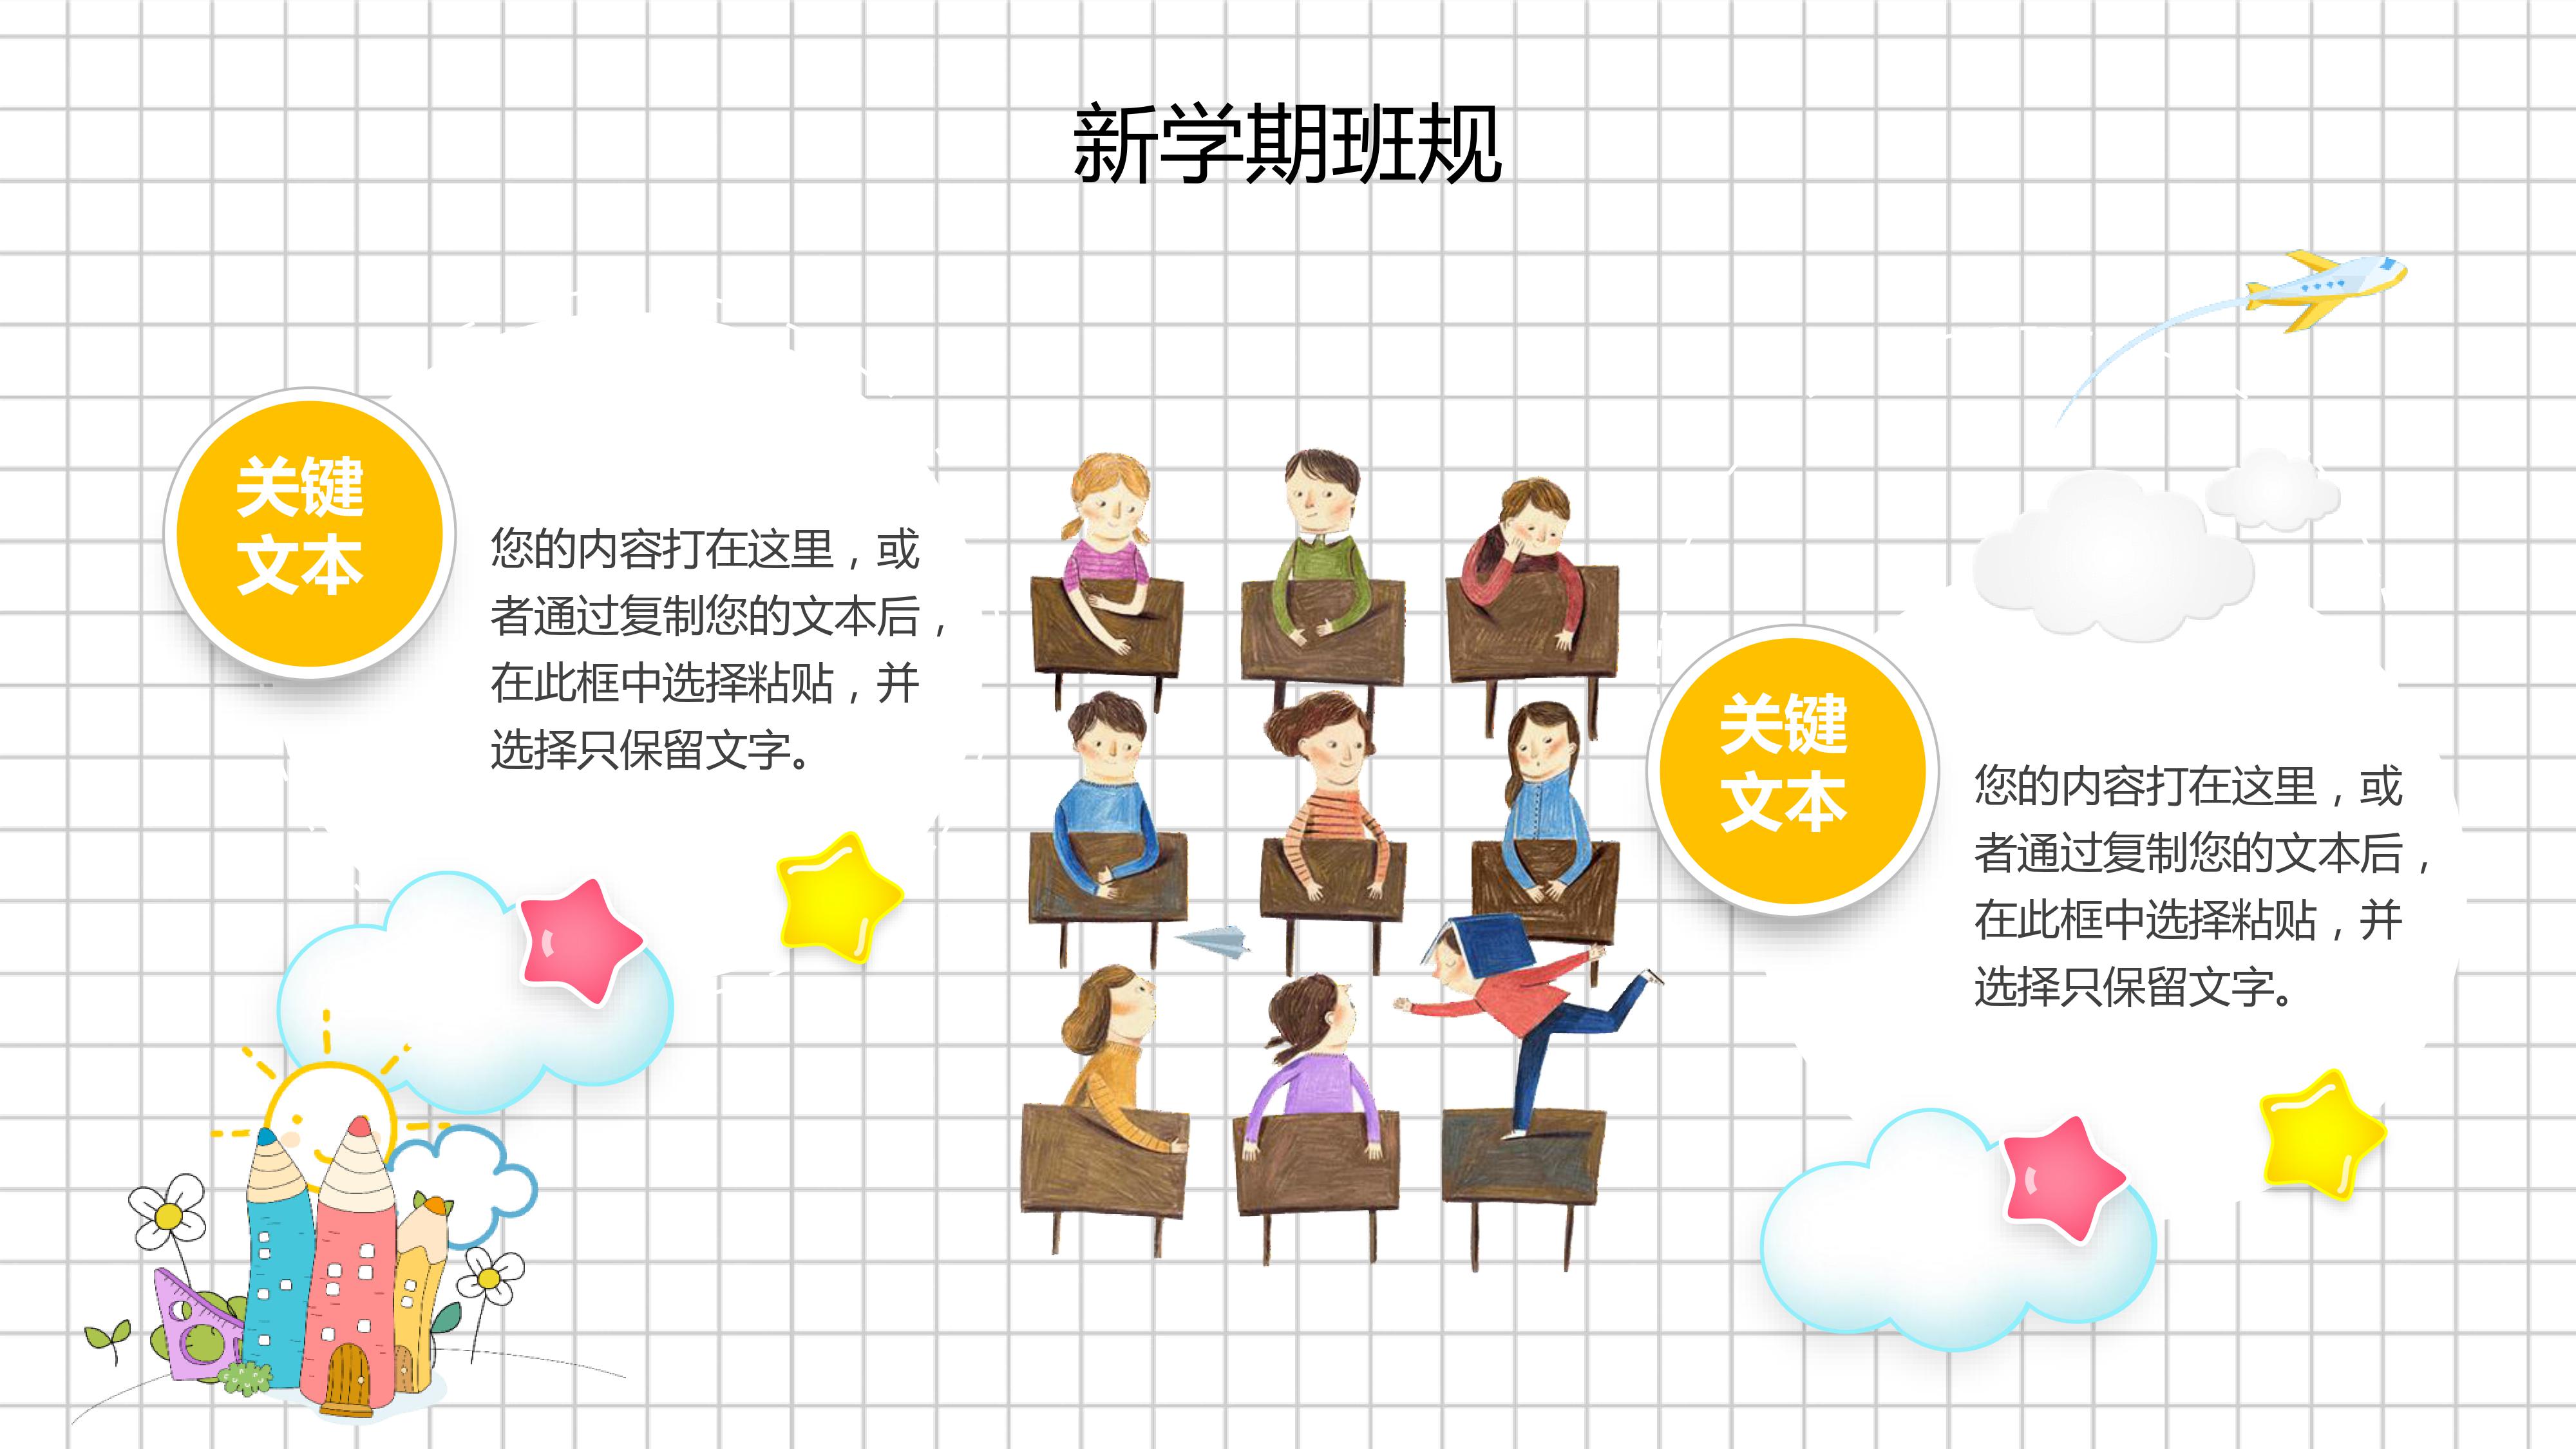 新学期班规
关键
文本
您的内容打在这里，或
者通过复制您的文本后，
在此框中选择粘贴，并
选择只保留文字。
关键
文本
您的内容打在这里，或
者通过复制您的文本后，
在此框中选择粘贴，并
选择只保留文字。